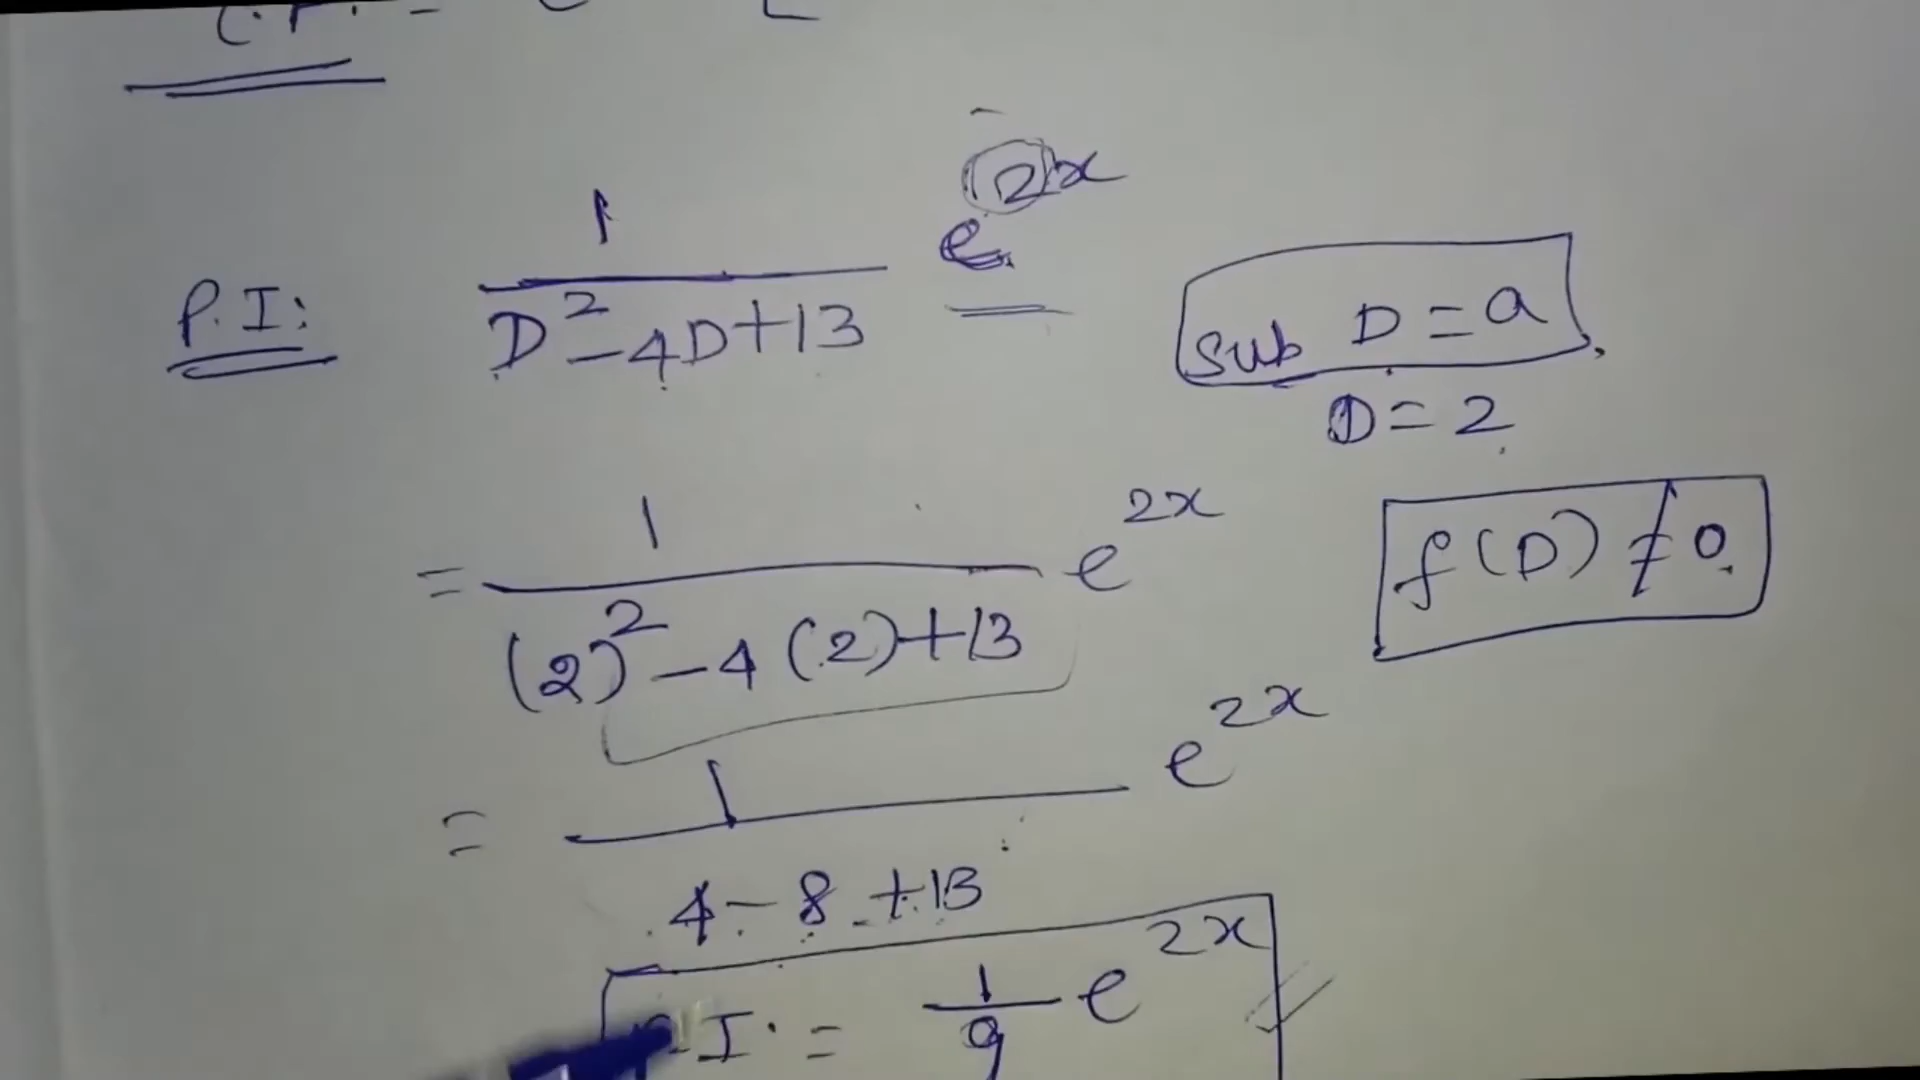 P.I: 1 / (D² - 4D + 13) e^2x
Sub D = a
D = 2
= 1 / ((2)² - 4(2) + 13) e^2x
f(D) ≠ 0
= 1 / (4 - 8 + 13) e^2x
P.I. = 1/9 e^2x